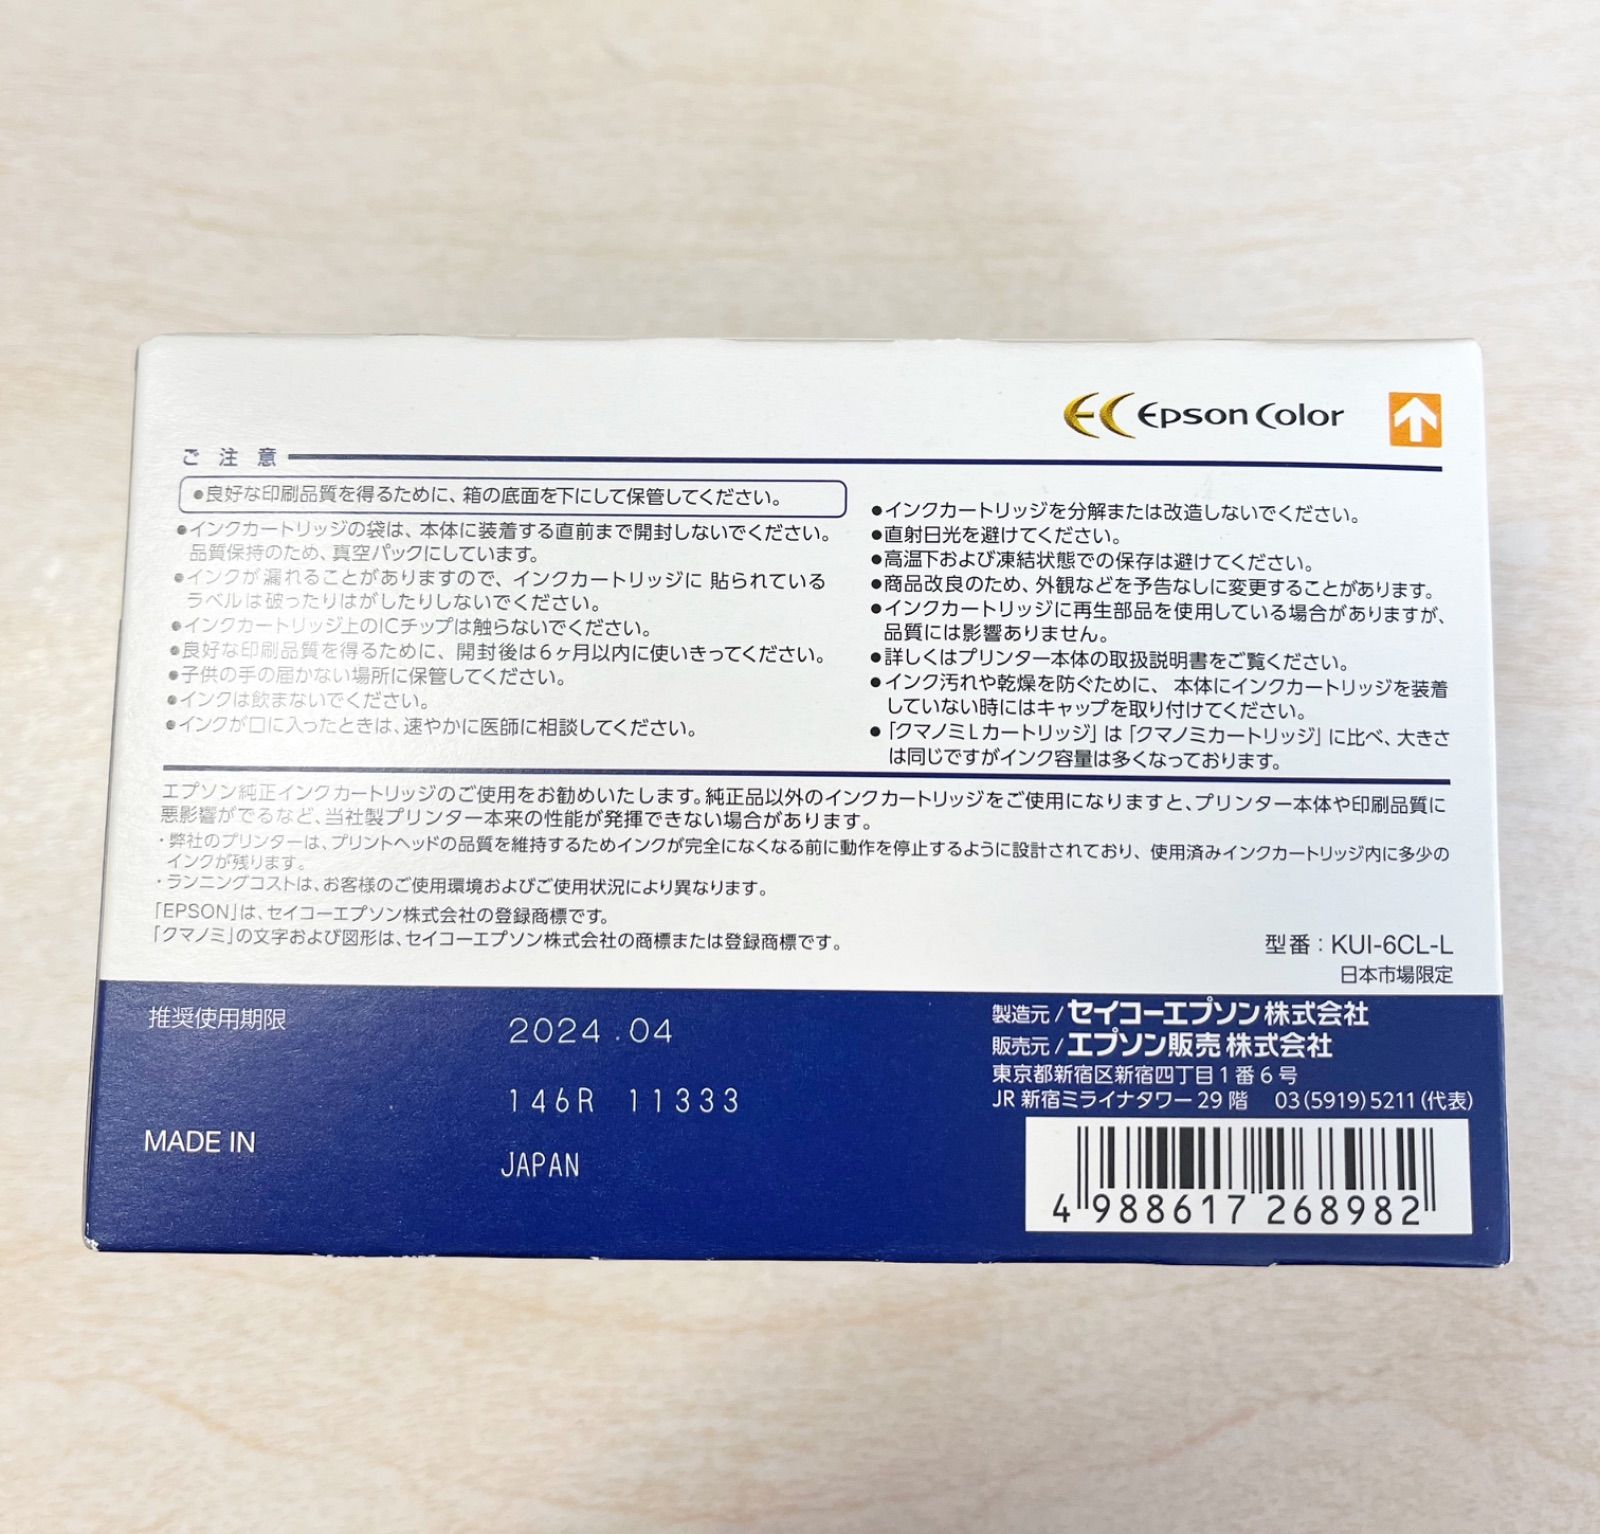 EC Epson Color
ご注意
●良好な印刷品質を得るために、箱の底面を下にして保管してください。
●インクカートリッジの袋は、本体に装着する直前まで開封しないでください。
品質保持のため、真空パックにしています。
●インクが漏れることがありますので、インクカートリッジに貼られている
ラベルは破ったりはがしたりしないでください。
●インクカートリッジ上のICチップは触らないでください。
●良好な印刷品質を得るために、開封後は6ヶ月以内に使いきってください。
●子供の手の届かない場所に保管してください。
●インクは飲まないでください。
●インクが口に入ったときは、速やかに医師に相談してください。
●インクカートリッジを分解または改造しないでください。
●直射日光を避けてください。
●高温下および凍結状態での保存は避けてください。
●商品改良のため、外観などを予告なしに変更することがあります。
●インクカートリッジに再生部品を使用している場合がありますが、
品質には影響ありません。
●詳しくはプリンター本体の取扱説明書をご覧ください。
●インク汚れや乾燥を防ぐために、本体にインクカートリッジを装着
していない時にはキャップを取り付けてください。
●「クマノミLカートリッジ」は「クマノミカートリッジ」に比べ、大きさ
は同じですがインク容量は多くなっております。
エプソン純正インクカートリッジのご使用をお勧めいたします。純正品以外のインクカートリッジをご使用になりますと、プリンター本体や印刷品質に
悪影響がでるなど、当社製プリンター本来の性能が発揮できない場合があります。
・弊社のプリンターは、プリントヘッドの品質を維持するためインクが完全になくなる前に動作を停止するように設計されており、使用済みインクカートリッジ内に多少の
インクが残ります。
・ランニングコストは、お客様のご使用環境およびご使用状況により異なります。
「EPSON」は、セイコーエプソン株式会社の登録商標です。
「クマノミ」の文字および図形は、セイコーエプソン株式会社の商標または登録商標です。
型番：KUI-6CL-L
日本市場限定
推奨使用期限
2024.04
146R 11333
MADE IN
JAPAN
製造元/セイコーエプソン株式会社
販売元/エプソン販売株式会社
東京都新宿区新宿四丁目1番6号
JR新宿ミライナタワー29階 03(5919)5211(代表)
4 988617 268982